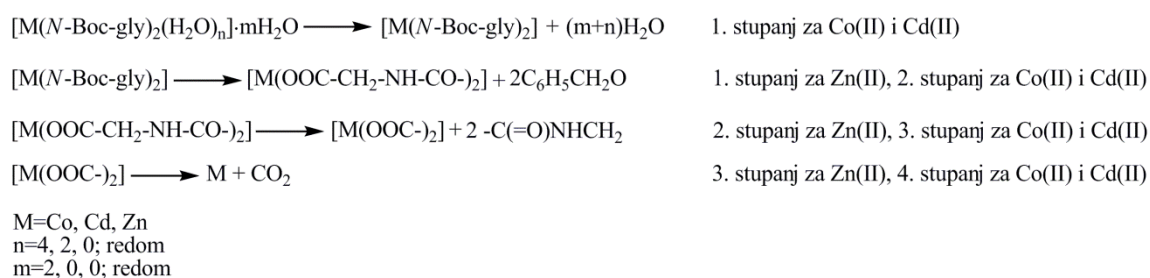 [M(N-Boc-gly)₂(H₂O)ₙ]·mH₂O ⟶ [M(N-Boc-gly)₂] + (m+n)H₂O 1. stupanj za Co(II) i Cd(II)
[M(N-Boc-gly)₂] ⟶ [M(OOC-CH₂-NH-CO-)₂] + 2C₆H₅CH₂O 1. stupanj za Zn(II), 2. stupanj za Co(II) i Cd(II)
[M(OOC-CH₂-NH-CO-)₂] ⟶ [M(OOC-)₂] + 2 -C(=O)NHCH₂ 2. stupanj za Zn(II), 3. stupanj za Co(II) i Cd(II)
[M(OOC-)₂] ⟶ M + CO₂ 3. stupanj za Zn(II), 4. stupanj za Co(II) i Cd(II)
M=Co, Cd, Zn
n=4, 2, 0; redom
m=2, 0, 0; redom